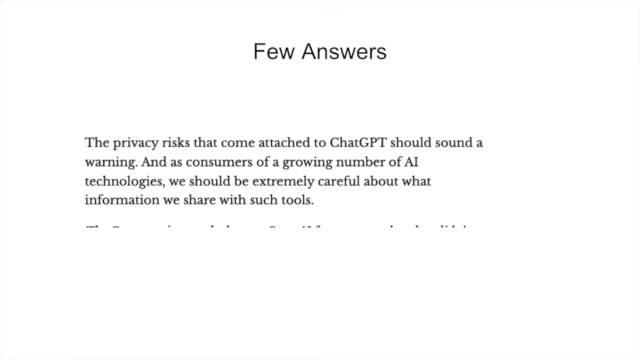 Few Answers
The privacy risks that come attached to ChatGPT should sound a
warning. And as consumers of a growing number of AI
technologies, we should be extremely careful about what
information we share with such tools.